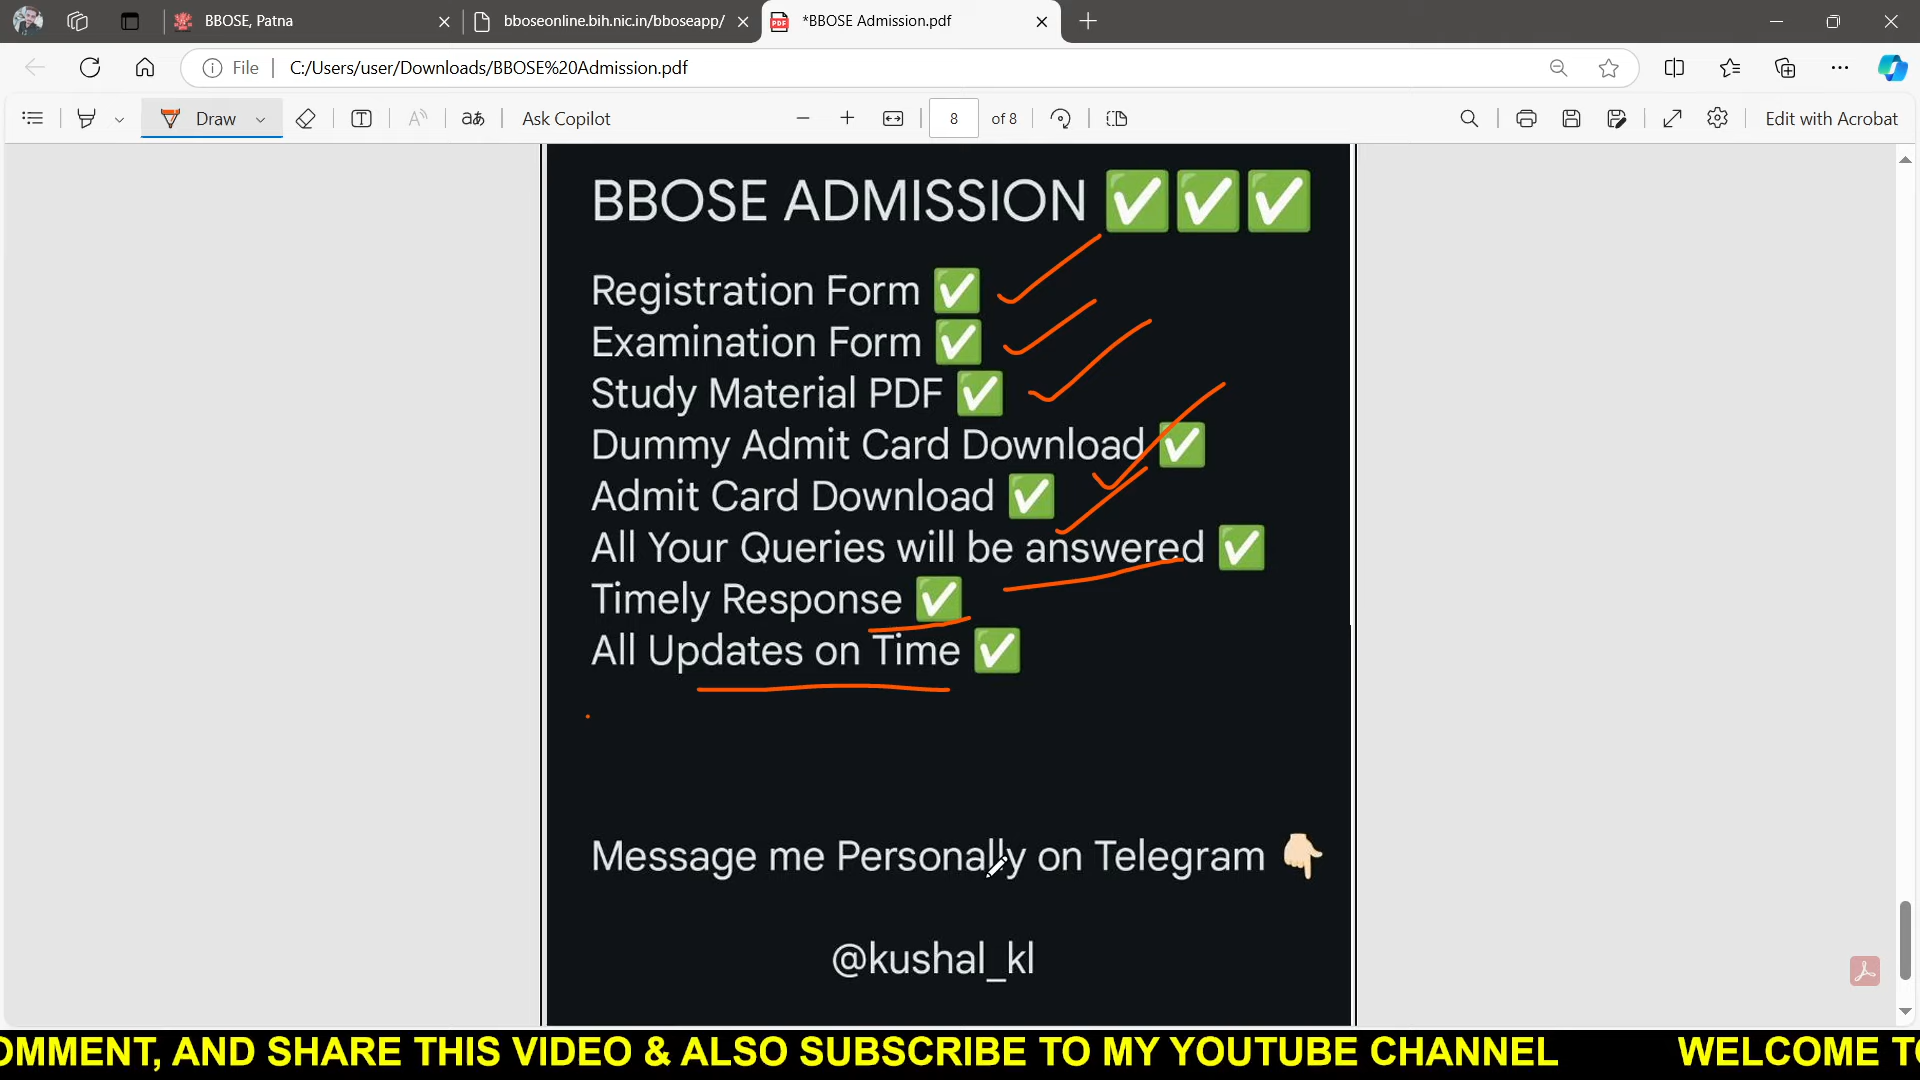 BBOSE, Patna
bboseonline.bih.nic.in/bboseapp/
*BBOSE Admission.pdf
File
C:/Users/user/Downloads/BBOSE%20Admission.pdf
Draw
aあ
Ask Copilot
8
of 8
Edit with Acrobat
BBOSE ADMISSION ✅✅✅
Registration Form ✅
Examination Form ✅
Study Material PDF ✅
Dummy Admit Card Download ✅
Admit Card Download ✅
All Your Queries will be answered ✅
Timely Response ✅
All Updates on Time ✅
Message me Personally on Telegram 👇🏻
@kushal_kl
OMMENT, AND SHARE THIS VIDEO & ALSO SUBSCRIBE TO MY YOUTUBE CHANNEL WELCOME TO